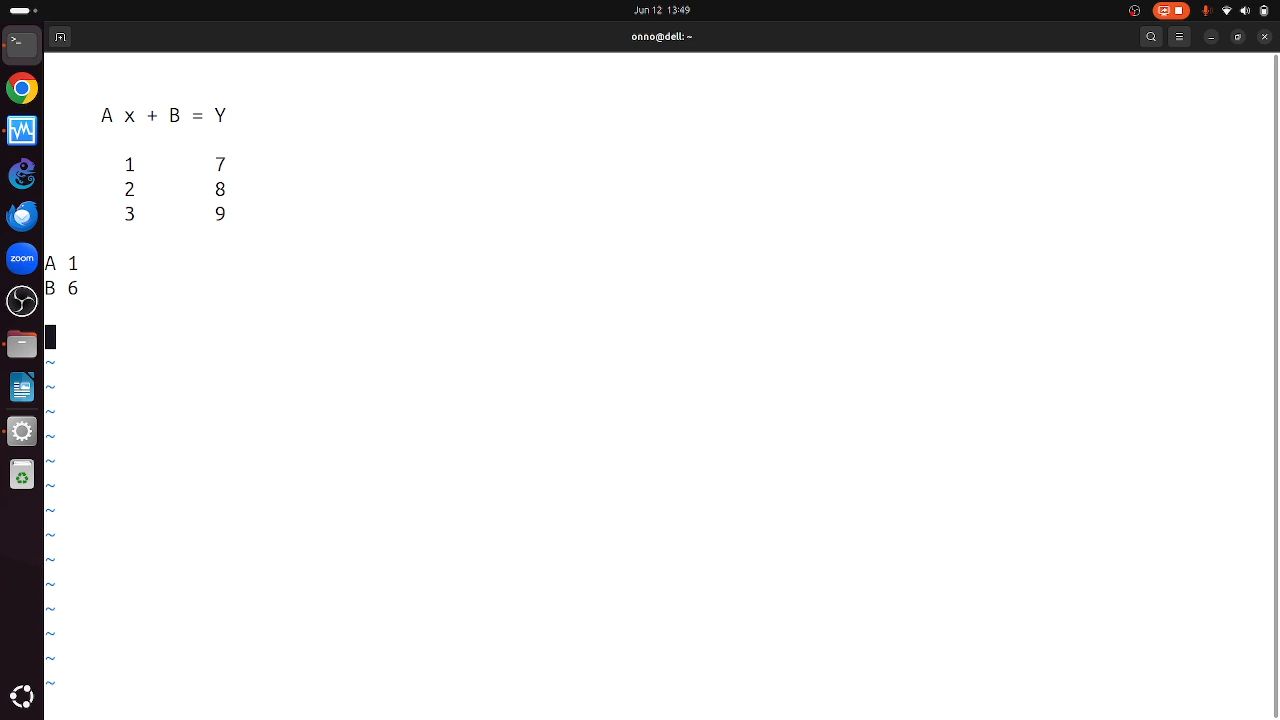 Jun 12 13:49
onno@dell: ~
A x + B = Y
1 7
2 8
3 9
A 1
B 6
~
~
~
~
~
~
~
~
~
~
~
~
~
~
zoom